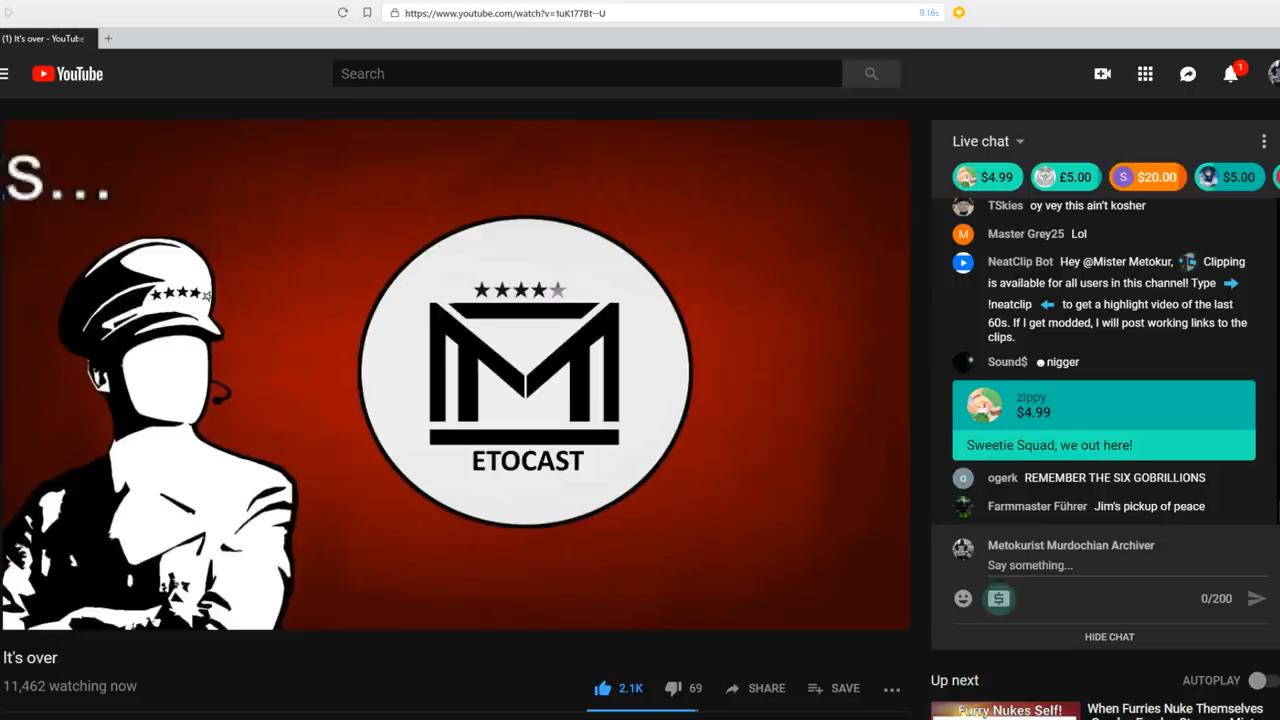 https://www.youtube.com/watch?v=1uK177Bt--U
9.16s
(1) It's over - YouTube
YouTube
Search
1
S...
ETOCAST
Live chat
$4.99
£5.00
S $20.00
$5.00
TSkies oy vey this ain't kosher
M Master Grey25 Lol
NeatClip Bot Hey @Mister Metokur, Clipping
is available for all users in this channel! Type
!neatclip to get a highlight video of the last
60s. If I get modded, I will post working links to the
clips.
Sound$ nigger
zippy
$4.99
Sweetie Squad, we out here!
o ogerk REMEMBER THE SIX GOBRILLIONS
Farmmaster Führer Jim's pickup of peace
Metokurist Murdochian Archiver
Say something...
0/200
HIDE CHAT
It's over
11,462 watching now
2.1K
69
SHARE
SAVE
Up next
AUTOPLAY
Furry Nukes Self!
When Furries Nuke Themselves